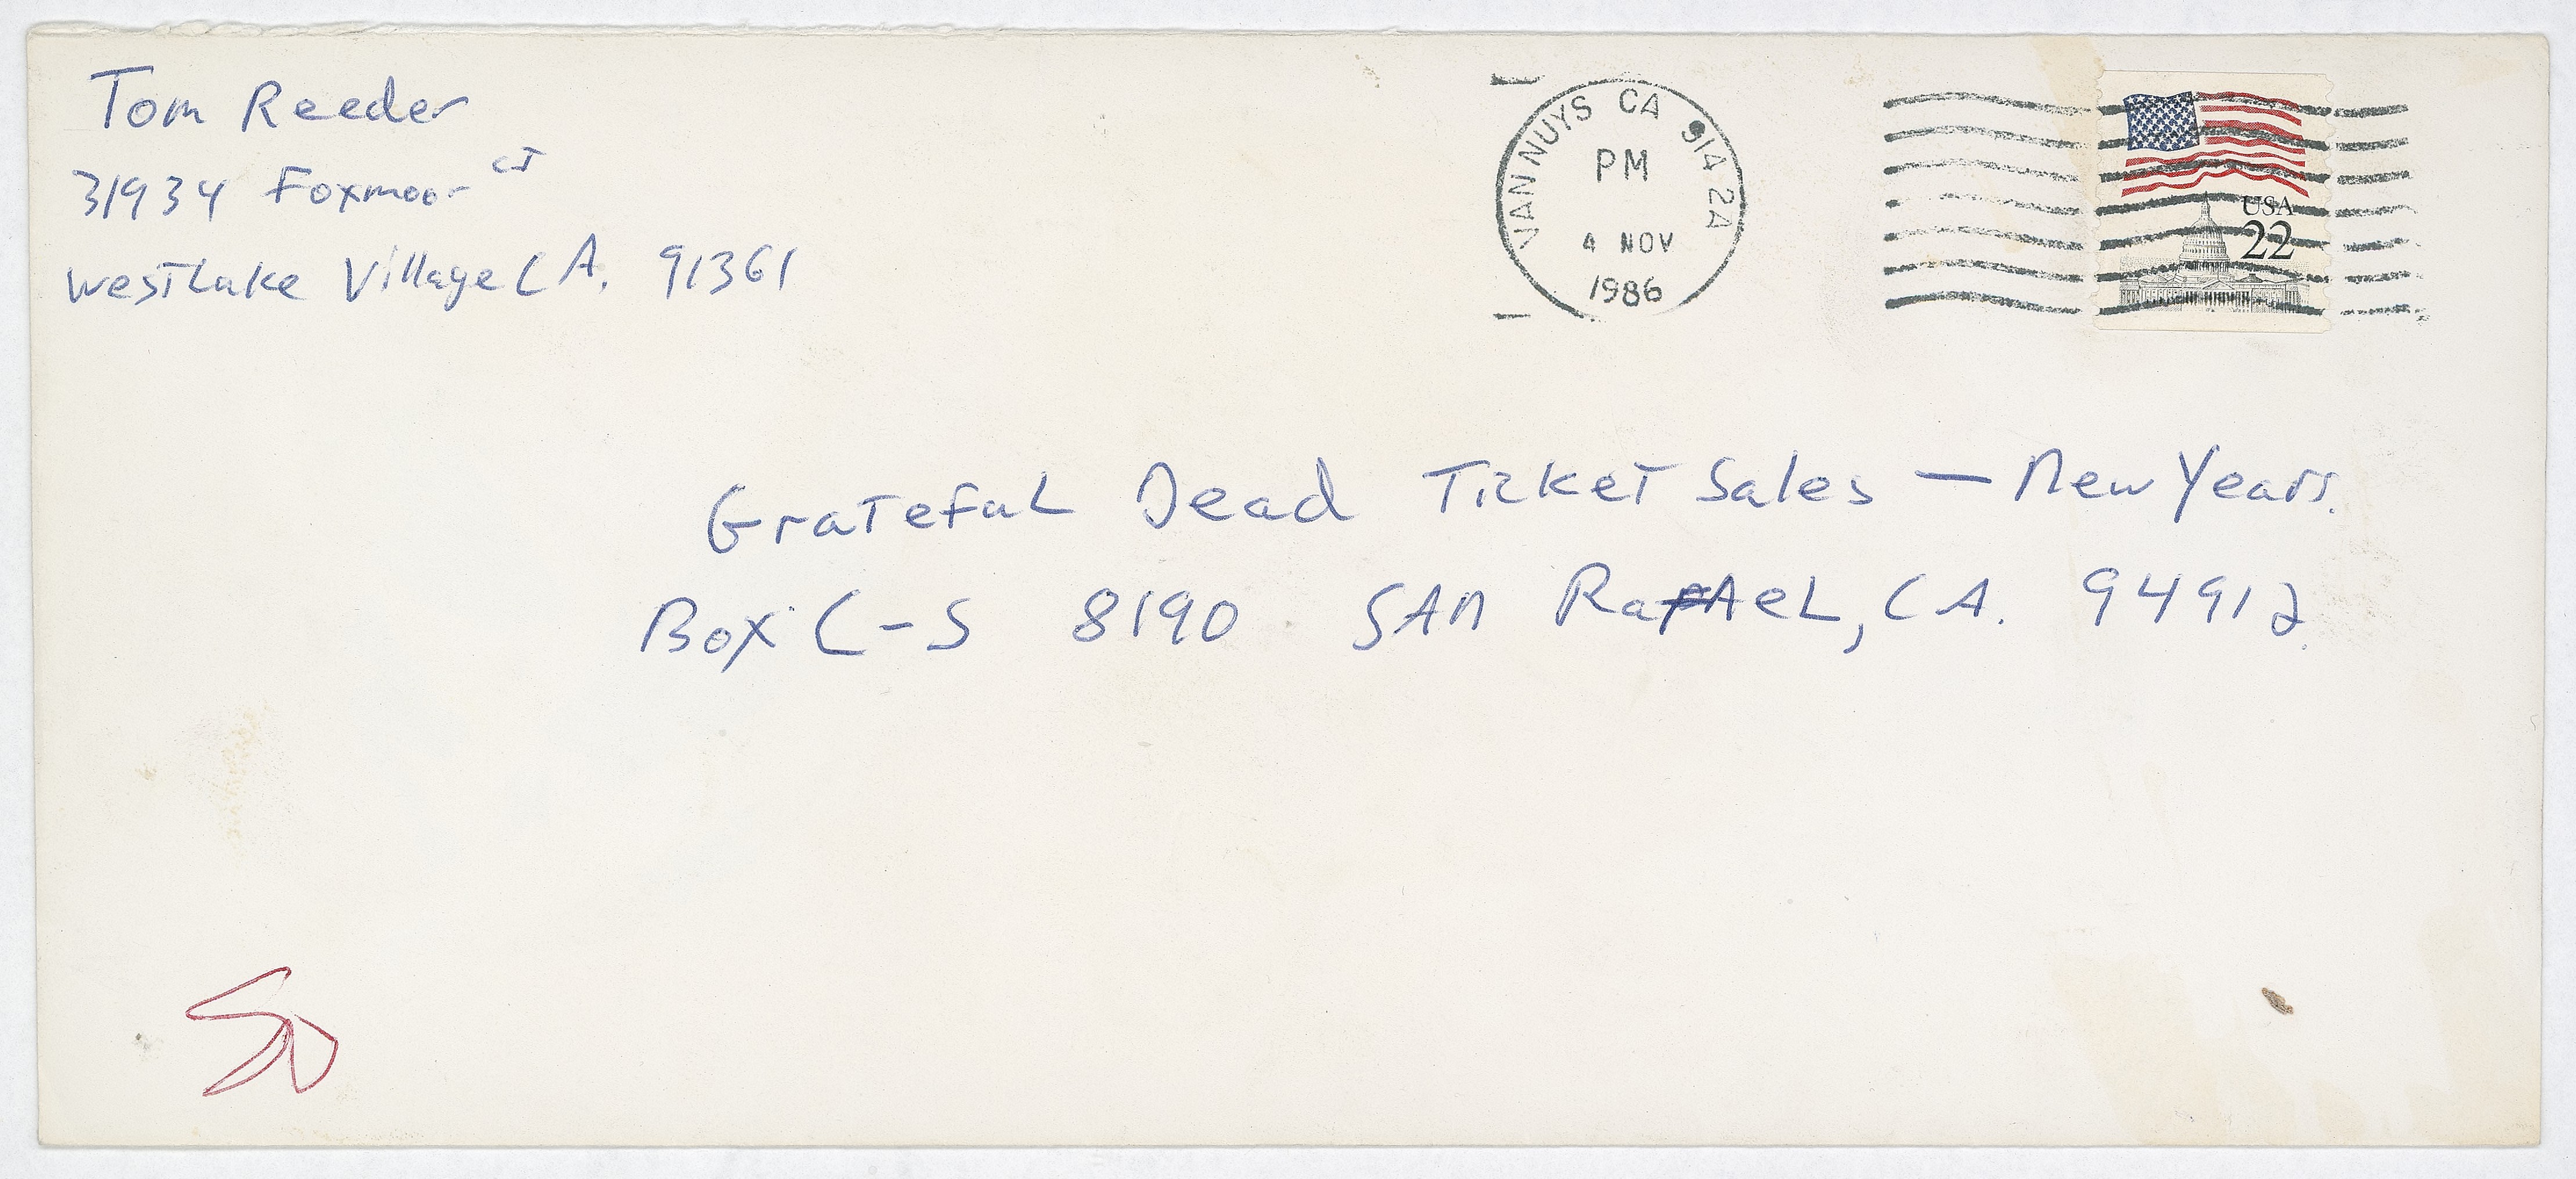 Tom Reeder
31934 Foxmoor CT
Westlake Village CA. 91361
VAN NUYS CA 914 2A
PM
4 NOV
1986
USA
22
Grateful Dead Ticket Sales — New Years.
Box C-S 8190 SAN RafAeL, CA. 94912